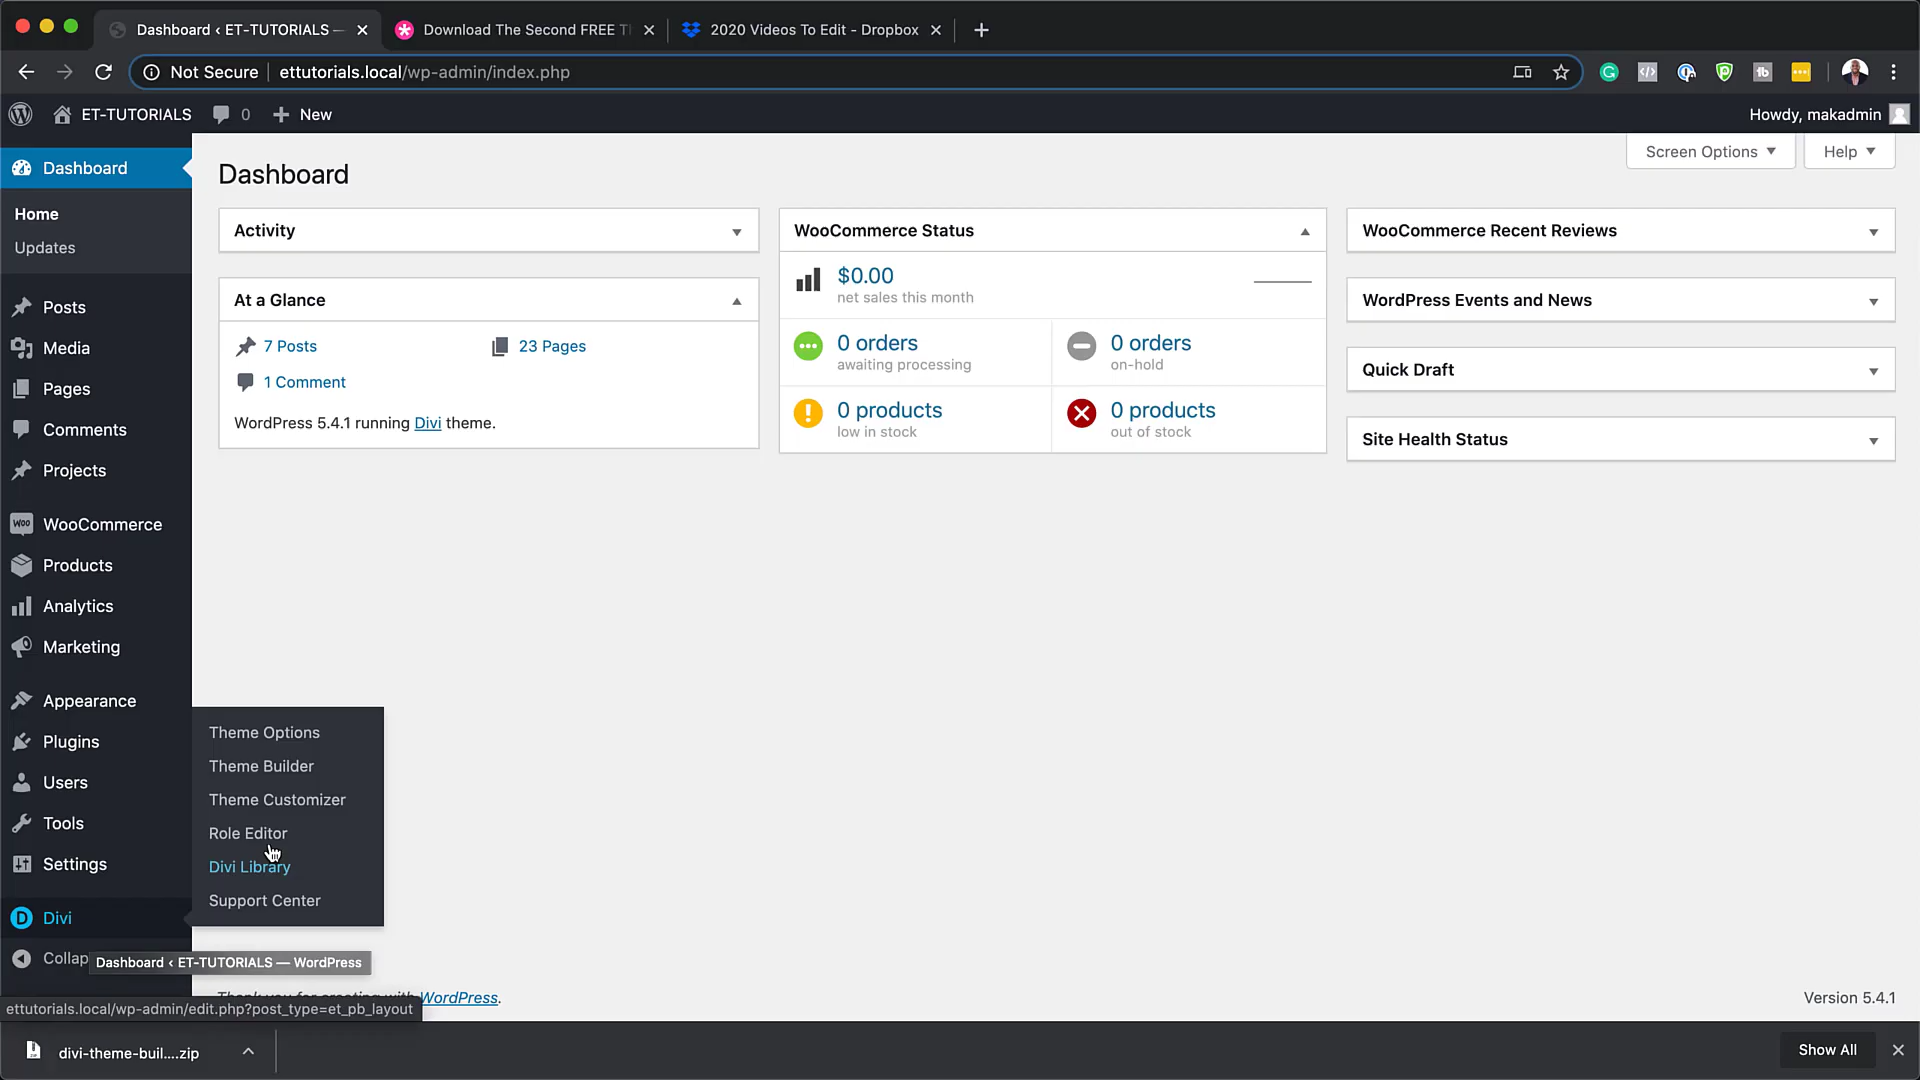 Dashboard ‹ ET-TUTORIALS —
Download The Second FREE T
2020 Videos To Edit - Dropbox
Not Secure
ettutorials.local/wp-admin/index.php
ET-TUTORIALS
0
New
Howdy, makadmin
Dashboard
Home
Updates
Posts
Media
Pages
Comments
Projects
WooCommerce
Products
Analytics
Marketing
Appearance
Plugins
Users
Tools
Settings
Divi
Collap
Theme Options
Theme Builder
Theme Customizer
Role Editor
Divi Library
Support Center
Dashboard ‹ ET-TUTORIALS — WordPress
Dashboard
Screen Options
Help
Activity
At a Glance
7 Posts
23 Pages
1 Comment
WordPress 5.4.1 running Divi theme.
WooCommerce Status
$0.00
net sales this month
0 orders
awaiting processing
0 orders
on-hold
0 products
low in stock
0 products
out of stock
WooCommerce Recent Reviews
WordPress Events and News
Quick Draft
Site Health Status
WordPress.
Version 5.4.1
ettutorials.local/wp-admin/edit.php?post_type=et_pb_layout
divi-theme-buil....zip
Show All